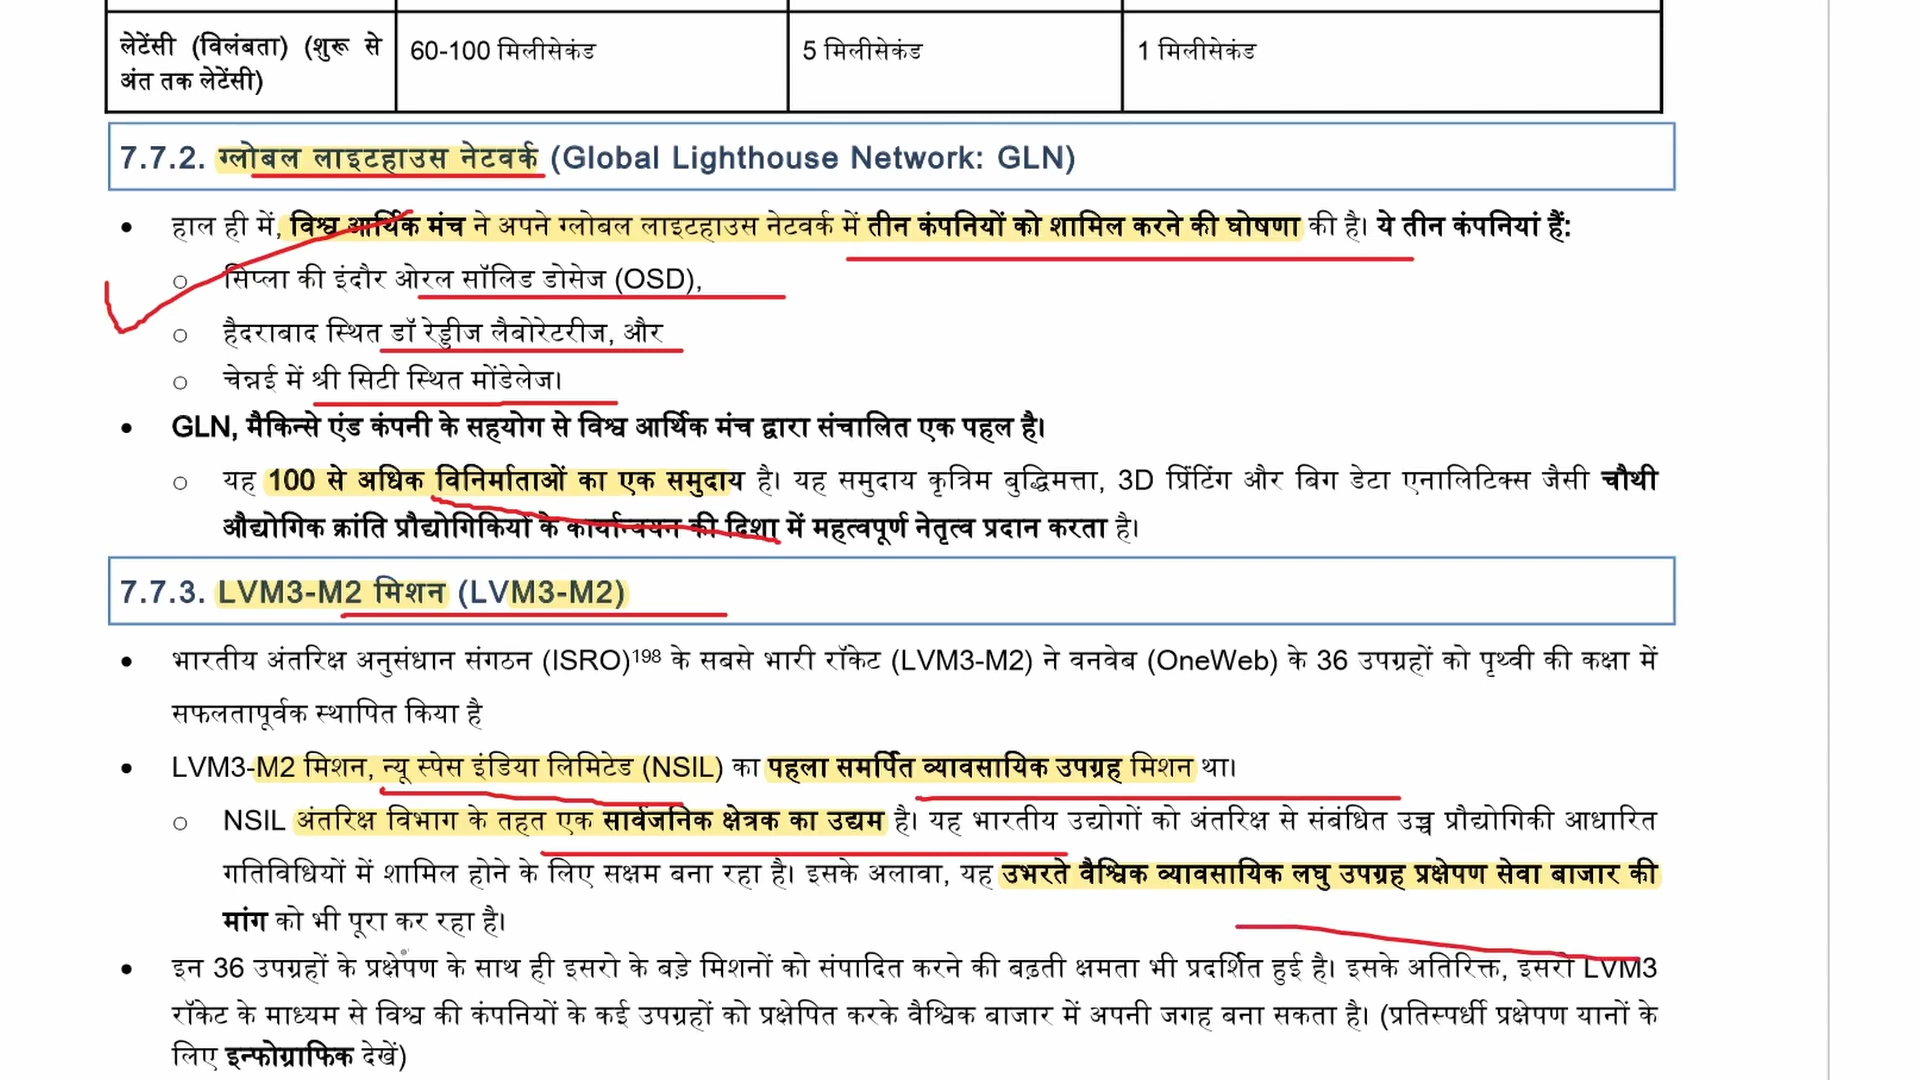 लेटेंसी (विलंबता) (शुरू से
अंत तक लेटेंसी)
60-100 मिलीसेकंड
5 मिलीसेकंड
1 मिलीसेकंड
7.7.2. ग्लोबल लाइटहाउस नेटवर्क (Global Lighthouse Network: GLN)
• हाल ही में, विश्व आर्थिक मंच ने अपने ग्लोबल लाइटहाउस नेटवर्क में तीन कंपनियों को शामिल करने की घोषणा की है। ये तीन कंपनियां हैं:
○ सिप्ला की इंदौर ओरल सॉलिड डोसेज (OSD),
○ हैदराबाद स्थित डॉ रेड्डीज लैबोरेटरीज, और
○ चेन्नई में श्री सिटी स्थित मोंडेलेज।
• GLN, मैकिन्से एंड कंपनी के सहयोग से विश्व आर्थिक मंच द्वारा संचालित एक पहल है।
○ यह 100 से अधिक विनिर्माताओं का एक समुदाय है। यह समुदाय कृत्रिम बुद्धिमत्ता, 3D प्रिंटिंग और बिग डेटा एनालिटिक्स जैसी चौथी
औद्योगिक क्रांति प्रौद्योगिकियों के कार्यान्वयन की दिशा में महत्वपूर्ण नेतृत्व प्रदान करता है।
7.7.3. LVM3-M2 मिशन (LVM3-M2)
• भारतीय अंतरिक्ष अनुसंधान संगठन (ISRO)198 के सबसे भारी रॉकेट (LVM3-M2) ने वनवेब (OneWeb) के 36 उपग्रहों को पृथ्वी की कक्षा में
सफलतापूर्वक स्थापित किया है
• LVM3-M2 मिशन, न्यू स्पेस इंडिया लिमिटेड (NSIL) का पहला समर्पित व्यावसायिक उपग्रह मिशन था।
○ NSIL अंतरिक्ष विभाग के तहत एक सार्वजनिक क्षेत्रक का उद्यम है। यह भारतीय उद्योगों को अंतरिक्ष से संबंधित उच्च प्रौद्योगिकी आधारित
गतिविधियों में शामिल होने के लिए सक्षम बना रहा है। इसके अलावा, यह उभरते वैश्विक व्यावसायिक लघु उपग्रह प्रक्षेपण सेवा बाजार की
मांग को भी पूरा कर रहा है।
• इन 36 उपग्रहों के प्रक्षेपण के साथ ही इसरो के बड़े मिशनों को संपादित करने की बढ़ती क्षमता भी प्रदर्शित हुई है। इसके अतिरिक्त, इसरो LVM3
रॉकेट के माध्यम से विश्व की कंपनियों के कई उपग्रहों को प्रक्षेपित करके वैश्विक बाजार में अपनी जगह बना सकता है। (प्रतिस्पर्धी प्रक्षेपण यानों के
लिए इन्फोग्राफिक देखें)